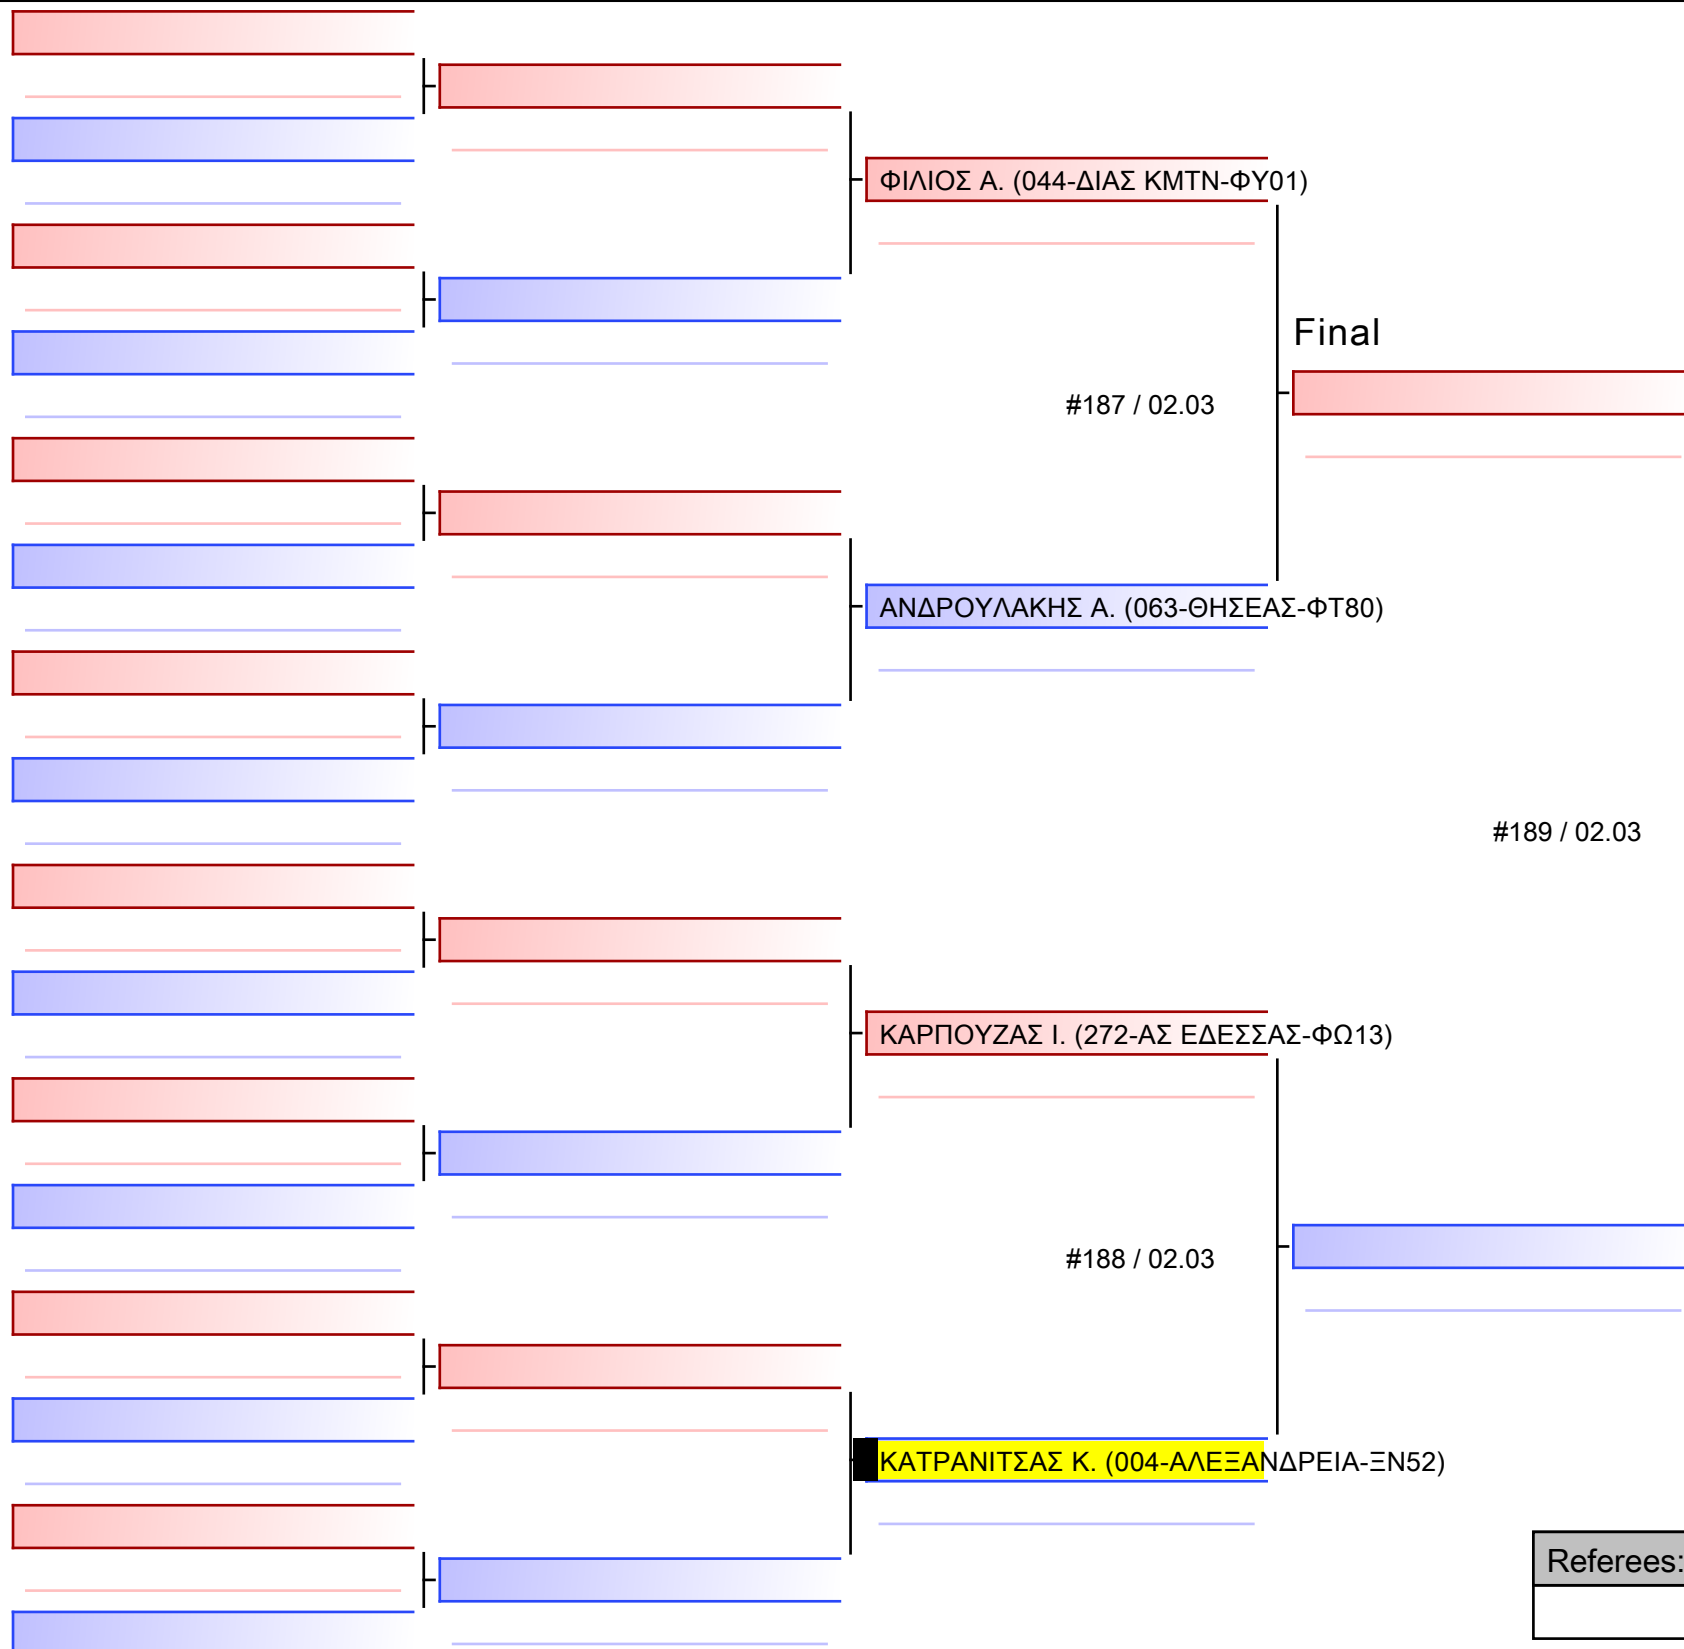 ΦΙΛΙΟΣ Α. (044-ΔΙΑΣ ΚΜΤΝ-ΦΥ01)
Final
#187 / 02.03
ΑΝΔΡΟΥΛΑΚΗΣ Α. (063-ΘΗΣΕΑΣ-ΦΤ80)
#189 / 02.03
ΚΑΡΠΟΥΖΑΣ Ι. (272-ΑΣ ΕΔΕΣΣΑΣ-ΦΩ13)
#188 / 02.03
ΚΑΤΡΑΝΙΤΣΑΣ Κ. (004-ΑΛΕΞΑΝΔΡΕΙΑ-ΞΝ52)
Referees: